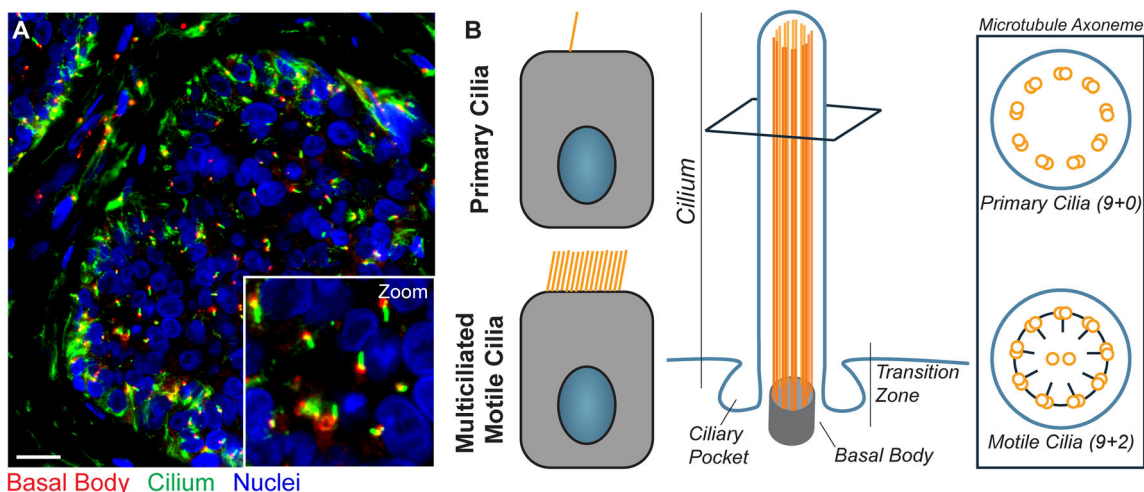 A
Zoom
Basal Body Cilium Nuclei
B
Primary Cilia
Multiciliated
Motile Cilia
Cilium
Ciliary
Pocket
Basal Body
Transition
Zone
Microtubule Axoneme
Primary Cilia (9+0)
Motile Cilia (9+2)